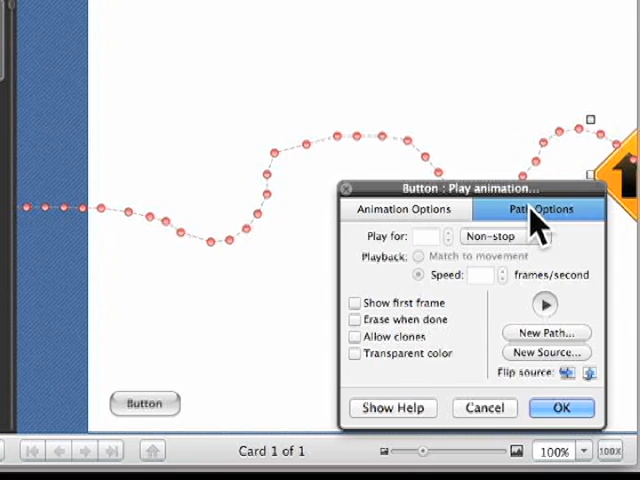 Button : Play animation...
Animation Options
Path Options
Play for:
Non-stop
Playback:
Match to movement
Speed:
frames/second
Show first frame
Erase when done
Allow clones
Transparent color
New Path...
New Source...
Flip source:
Show Help
Cancel
OK
Button
Card 1 of 1
100%
100X